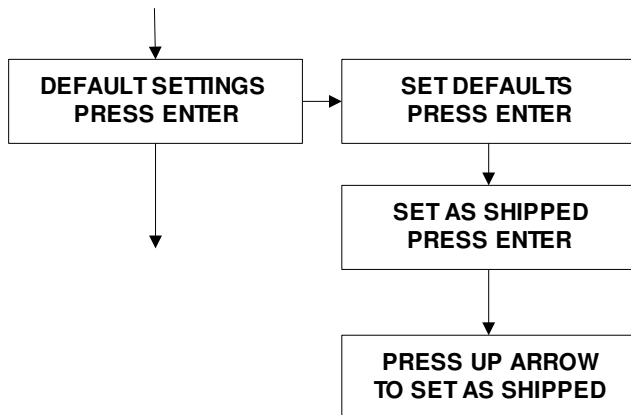 DEFAULT SETTINGS
PRESS ENTER
SET DEFAULTS
PRESS ENTER
SET AS SHIPPED
PRESS ENTER
PRESS UP ARROW
TO SET AS SHIPPED